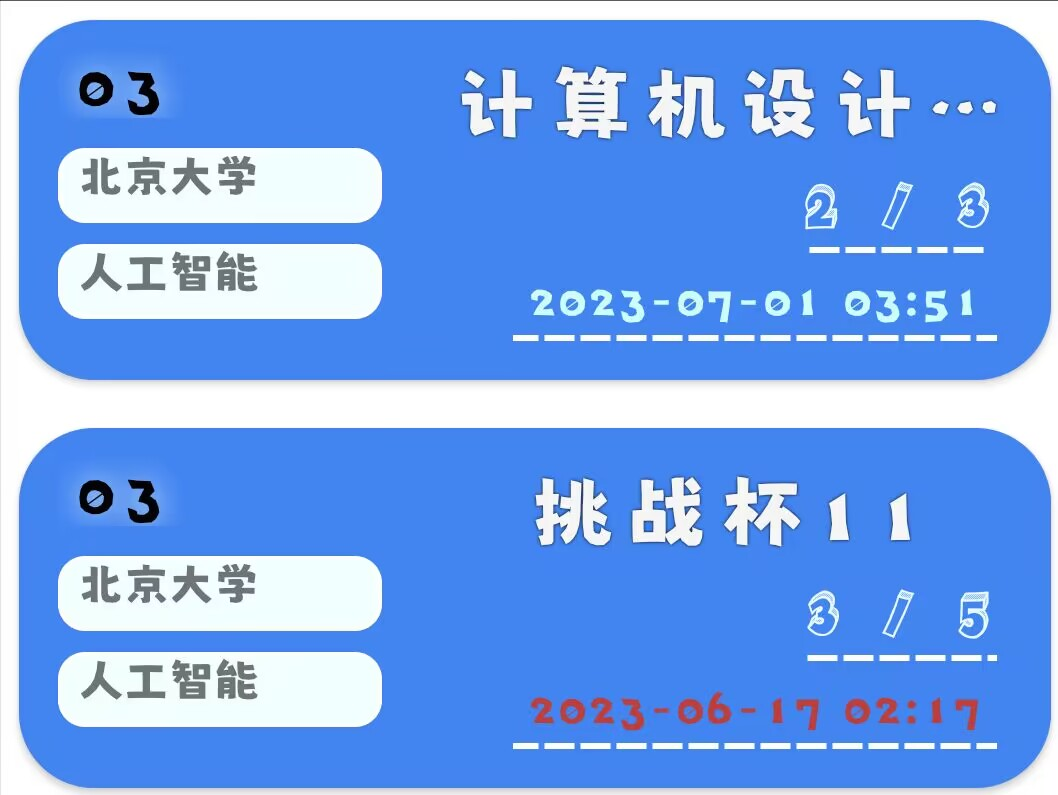 03
计算机设计…
北京大学
2 / 3
人工智能
2023-07-01 03:51
03
挑战杯11
北京大学
3 / 5
人工智能
2023-06-17 02:17